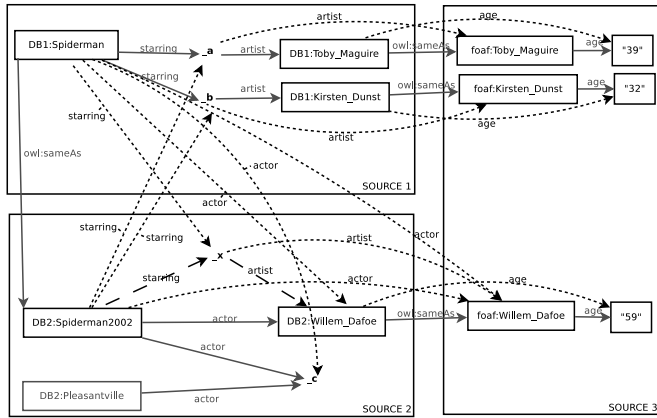 artist
age
DB1:Spiderman
starring
_a
artist
DB1:Toby_Maguire
owl:sameAs
foaf:Toby_Maguire
age
"39"
starring
_b
artist
DB1:Kirsten_Dunst
owl:sameAs
foaf:Kirsten_Dunst
age
"32"
starring
artist
age
owl:sameAs
actor
SOURCE 1
actor
starring
starring
actor
artist
_x
starring
artist
actor
age
DB2:Spiderman2002
actor
DB2:Willem_Dafoe
owl:sameAs
foaf:Willem_Dafoe
age
"59"
actor
_c
DB2:Pleasantville
actor
SOURCE 2
SOURCE 3